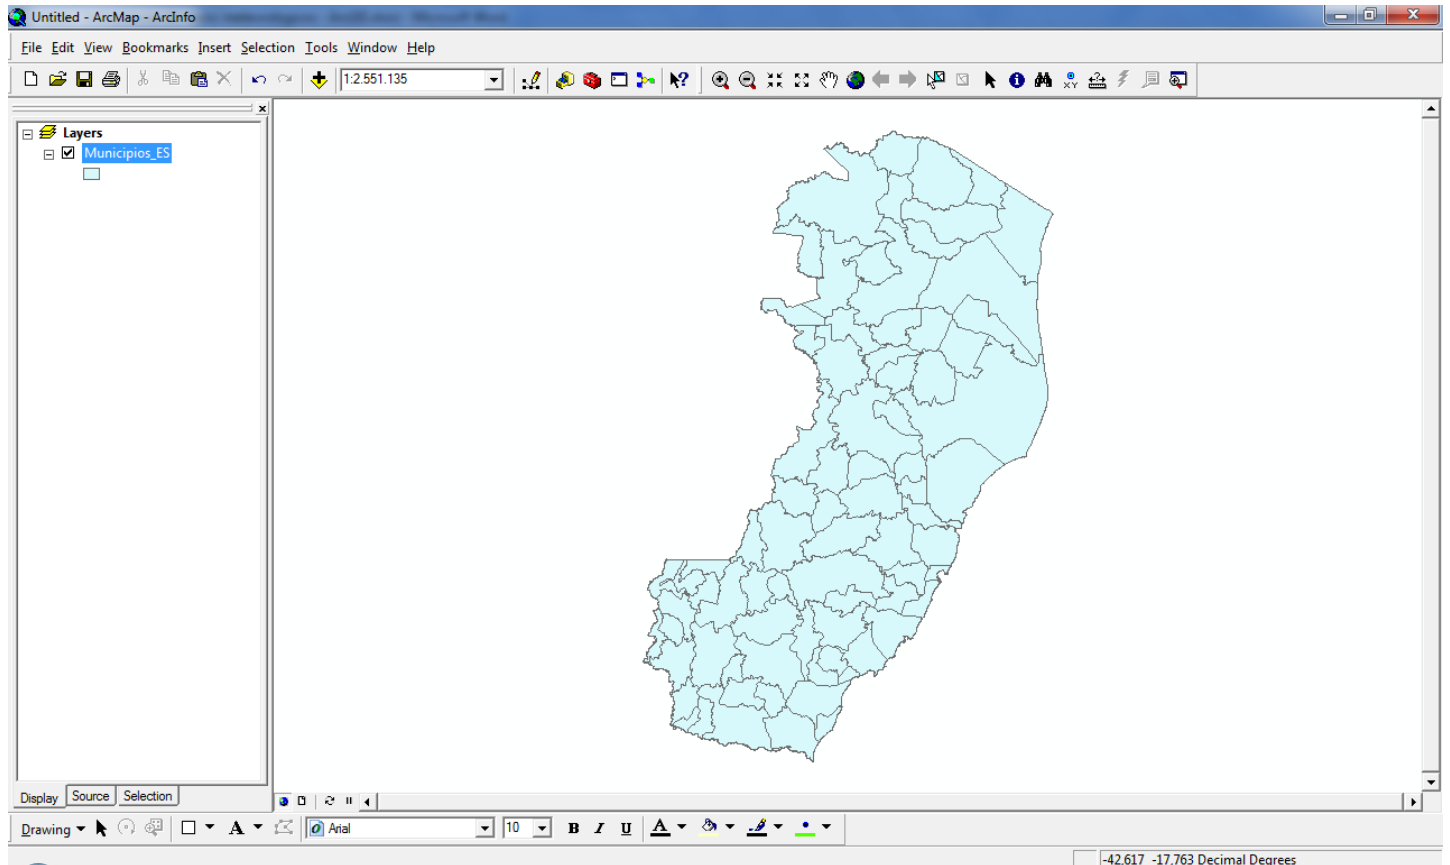 Untitled - ArcMap - ArcInfo
File Edit View Bookmarks Insert Selection Tools Window Help
1:2.551.135
XY
Layers
Municipios_ES
Display Source Selection
Drawing A Arial 10 B I U A
-42,617 -17,763 Decimal Degrees